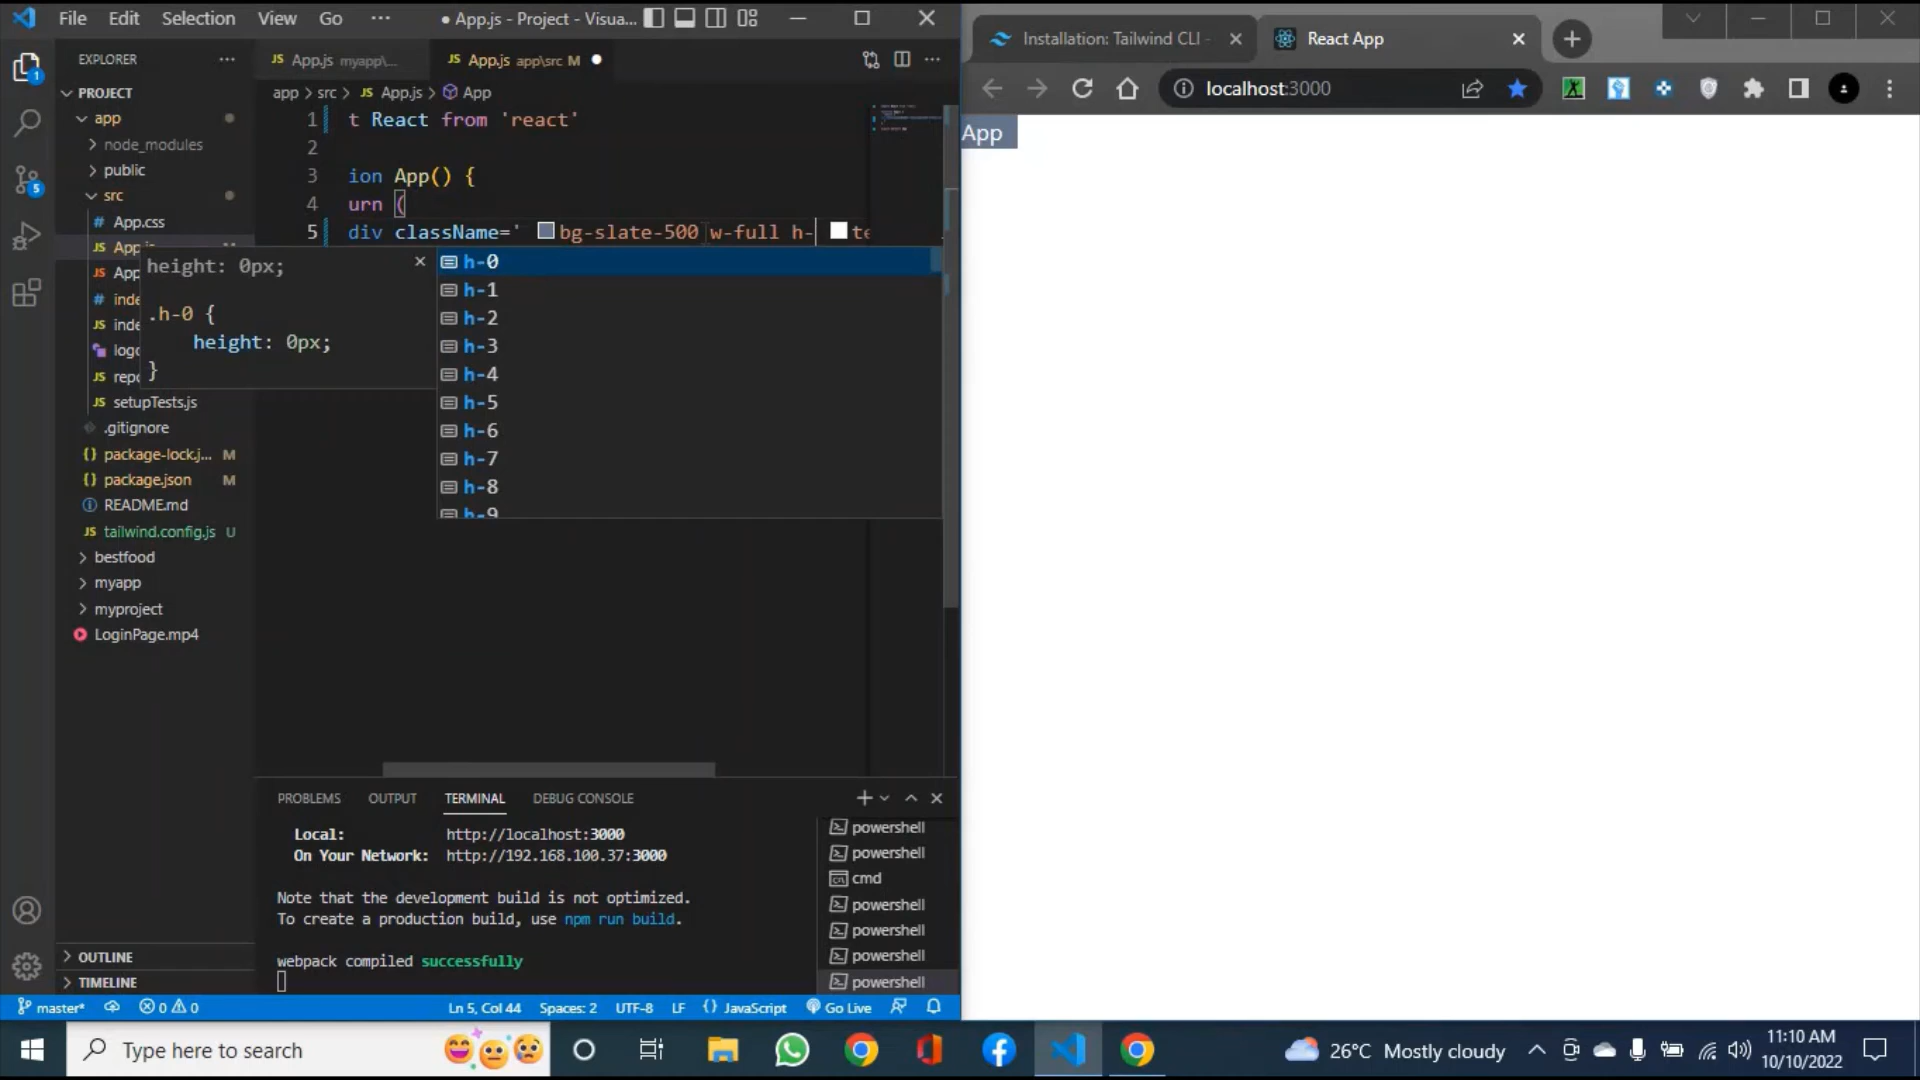 File Edit Selection View Go ··· ● App.js - Project - Visua...
EXPLORER ···
PROJECT
app
node_modules
public
src
App.css
App.js
App
inde
inde
logo
repo
setupTests.js
.gitignore
package-lock.j... M
package.json M
README.md
tailwind.config.js U
bestfood
myapp
myproject
LoginPage.mp4
OUTLINE
TIMELINE
1
5
JS App.js myapp\...
JS App.js app\src M ●
app > src > JS App.js > App
1 t React from 'react'
2
3 ion App() {
4 urn (
5 div className=' bg-slate-500 w-full h- te
height: 0px;
.h-0 {
height: 0px;
}
h-0
h-1
h-2
h-3
h-4
h-5
h-6
h-7
h-8
h-9
PROBLEMS OUTPUT TERMINAL DEBUG CONSOLE
Local: http://localhost:3000
On Your Network: http://192.168.100.37:3000
Note that the development build is not optimized.
To create a production build, use npm run build.
webpack compiled successfully
powershell
powershell
cmd
powershell
powershell
powershell
powershell
master* 0 0 Ln 5, Col 44 Spaces: 2 UTF-8 LF {} JavaScript Go Live
Installation: Tailwind CLI -
React App
localhost:3000
App
Type here to search
26°C Mostly cloudy
11:10 AM
10/10/2022